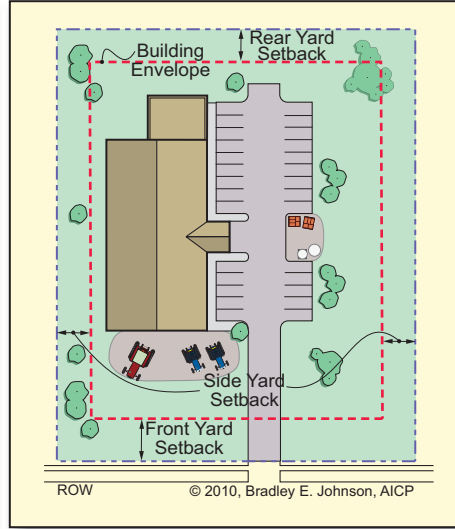 Rear Yard
Setback
Building
Envelope
Side Yard
Setback
Front Yard
Setback
ROW
© 2010, Bradley E. Johnson, AICP